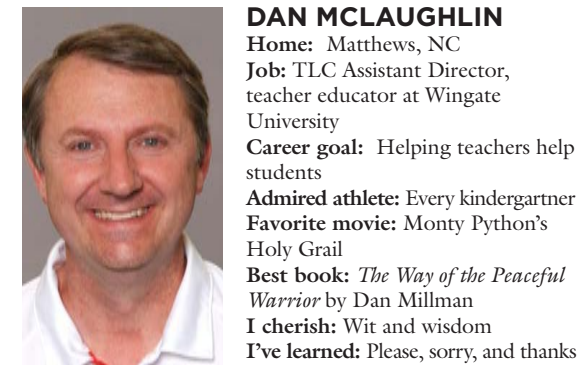 DAN MCLAUGHLIN
Home: Matthews, NC
Job: TLC Assistant Director,
teacher educator at Wingate
University
Career goal: Helping teachers help
students
Admired athlete: Every kindergartner
Favorite movie: Monty Python’s
Holy Grail
Best book: The Way of the Peaceful
Warrior by Dan Millman
I cherish: Wit and wisdom
I’ve learned: Please, sorry, and thanks